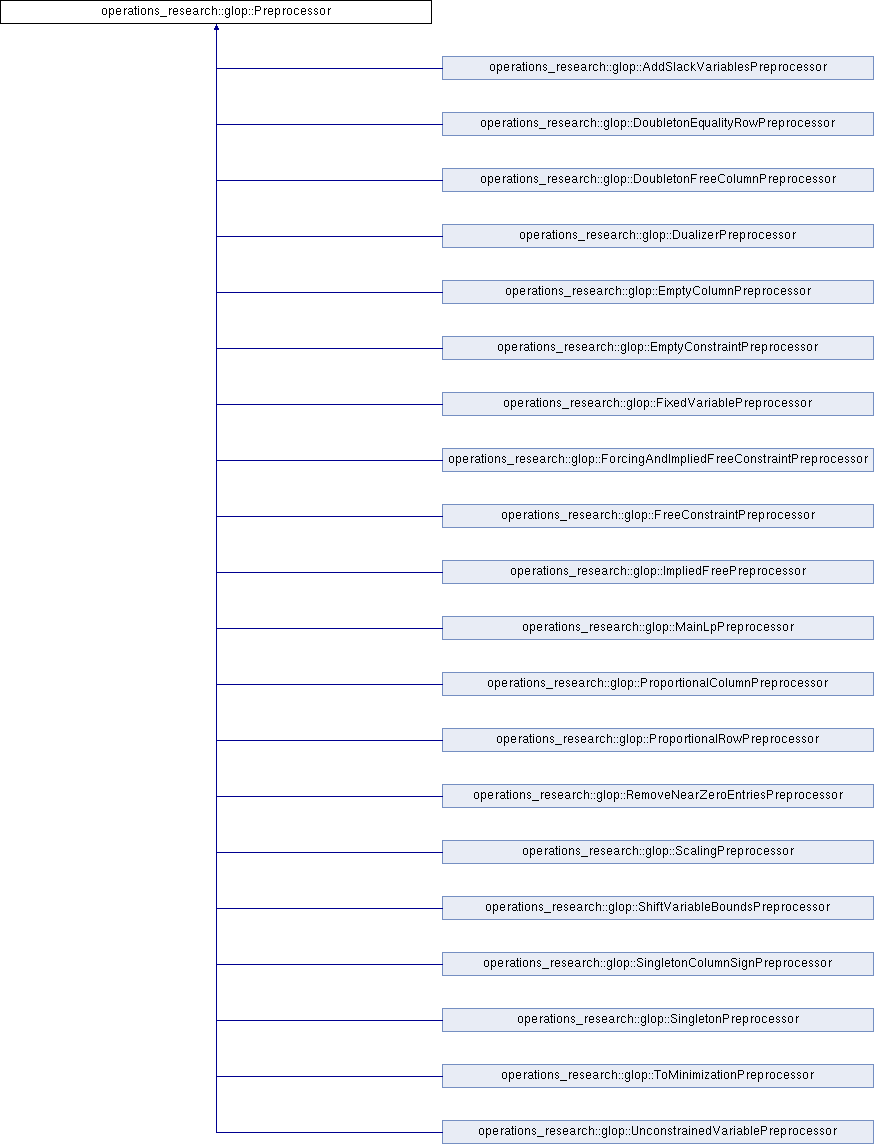 operations_research::glop::Preprocessor
operations_research::glop::AddSlackVariablesPreprocessor
operations_research::glop::DoubletonEqualityRowPreprocessor
operations_research::glop::DoubletonFreeColumnPreprocessor
operations_research::glop::DualizerPreprocessor
operations_research::glop::EmptyColumnPreprocessor
operations_research::glop::EmptyConstraintPreprocessor
operations_research::glop::FixedVariablePreprocessor
operations_research::glop::ForcingAndImpliedFreeConstraintPreprocessor
operations_research::glop::FreeConstraintPreprocessor
operations_research::glop::ImpliedFreePreprocessor
operations_research::glop::MainLpPreprocessor
operations_research::glop::ProportionalColumnPreprocessor
operations_research::glop::ProportionalRowPreprocessor
operations_research::glop::RemoveNearZeroEntriesPreprocessor
operations_research::glop::ScalingPreprocessor
operations_research::glop::ShiftVariableBoundsPreprocessor
operations_research::glop::SingletonColumnSignPreprocessor
operations_research::glop::SingletonPreprocessor
operations_research::glop::ToMinimizationPreprocessor
operations_research::glop::UnconstrainedVariablePreprocessor